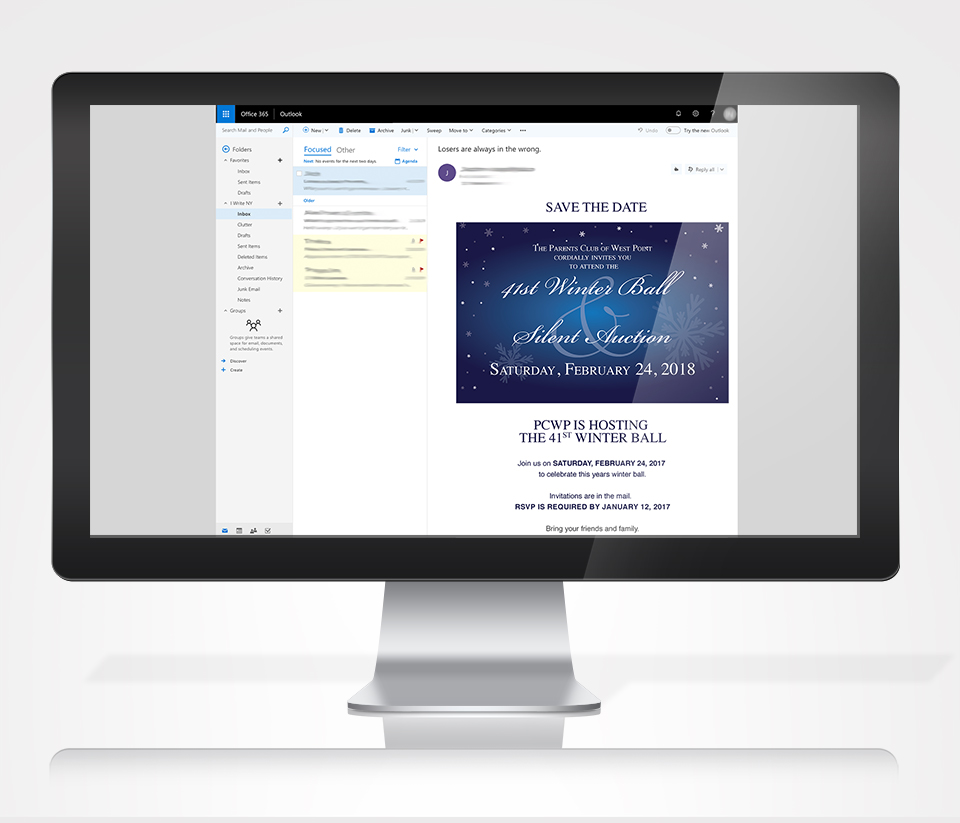 Office 365 Outlook ?
Search Mail and People New Delete Archive Junk Sweep Move to Categories ••• Undo Try the new Outlook
Folders
Favorites
Inbox
Sent Items
Drafts
I Write NY
Inbox
Clutter
Drafts
Sent Items
Deleted Items
Archive
Conversation History
Junk Email
Notes
Groups
Groups give teams a shared
space for email, documents,
and scheduling events.
Discover
Create
Focused Other Filter
Next: No events for the next two days Agenda
Older
Losers are always in the wrong.
J
Reply all
SAVE THE DATE
The Parents Club of West Point
cordially invites you
to attend the
41st Winter Ball
&
Silent Auction
Saturday, February 24, 2018
PCWP IS HOSTING
THE 41ST WINTER BALL
Join us on SATURDAY, FEBRUARY 24, 2017
to celebrate this years winter ball.
Invitations are in the mail.
RSVP IS REQUIRED BY JANUARY 12, 2017
Bring your friends and family.